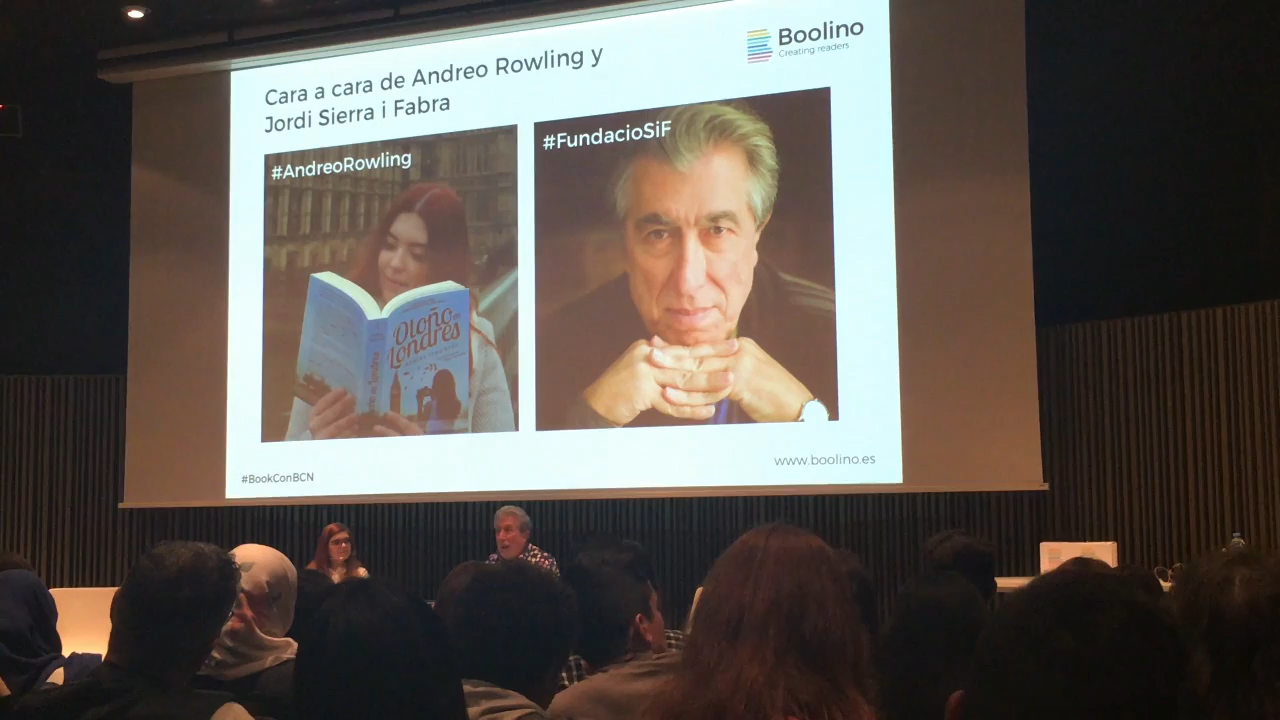 Boolino
Creating readers
Cara a cara de Andreo Rowling y
Jordi Sierra i Fabra
#AndreoRowling
#FundacioSiF
Otoño en
Londres
www.boolino.es
#BookConBCN